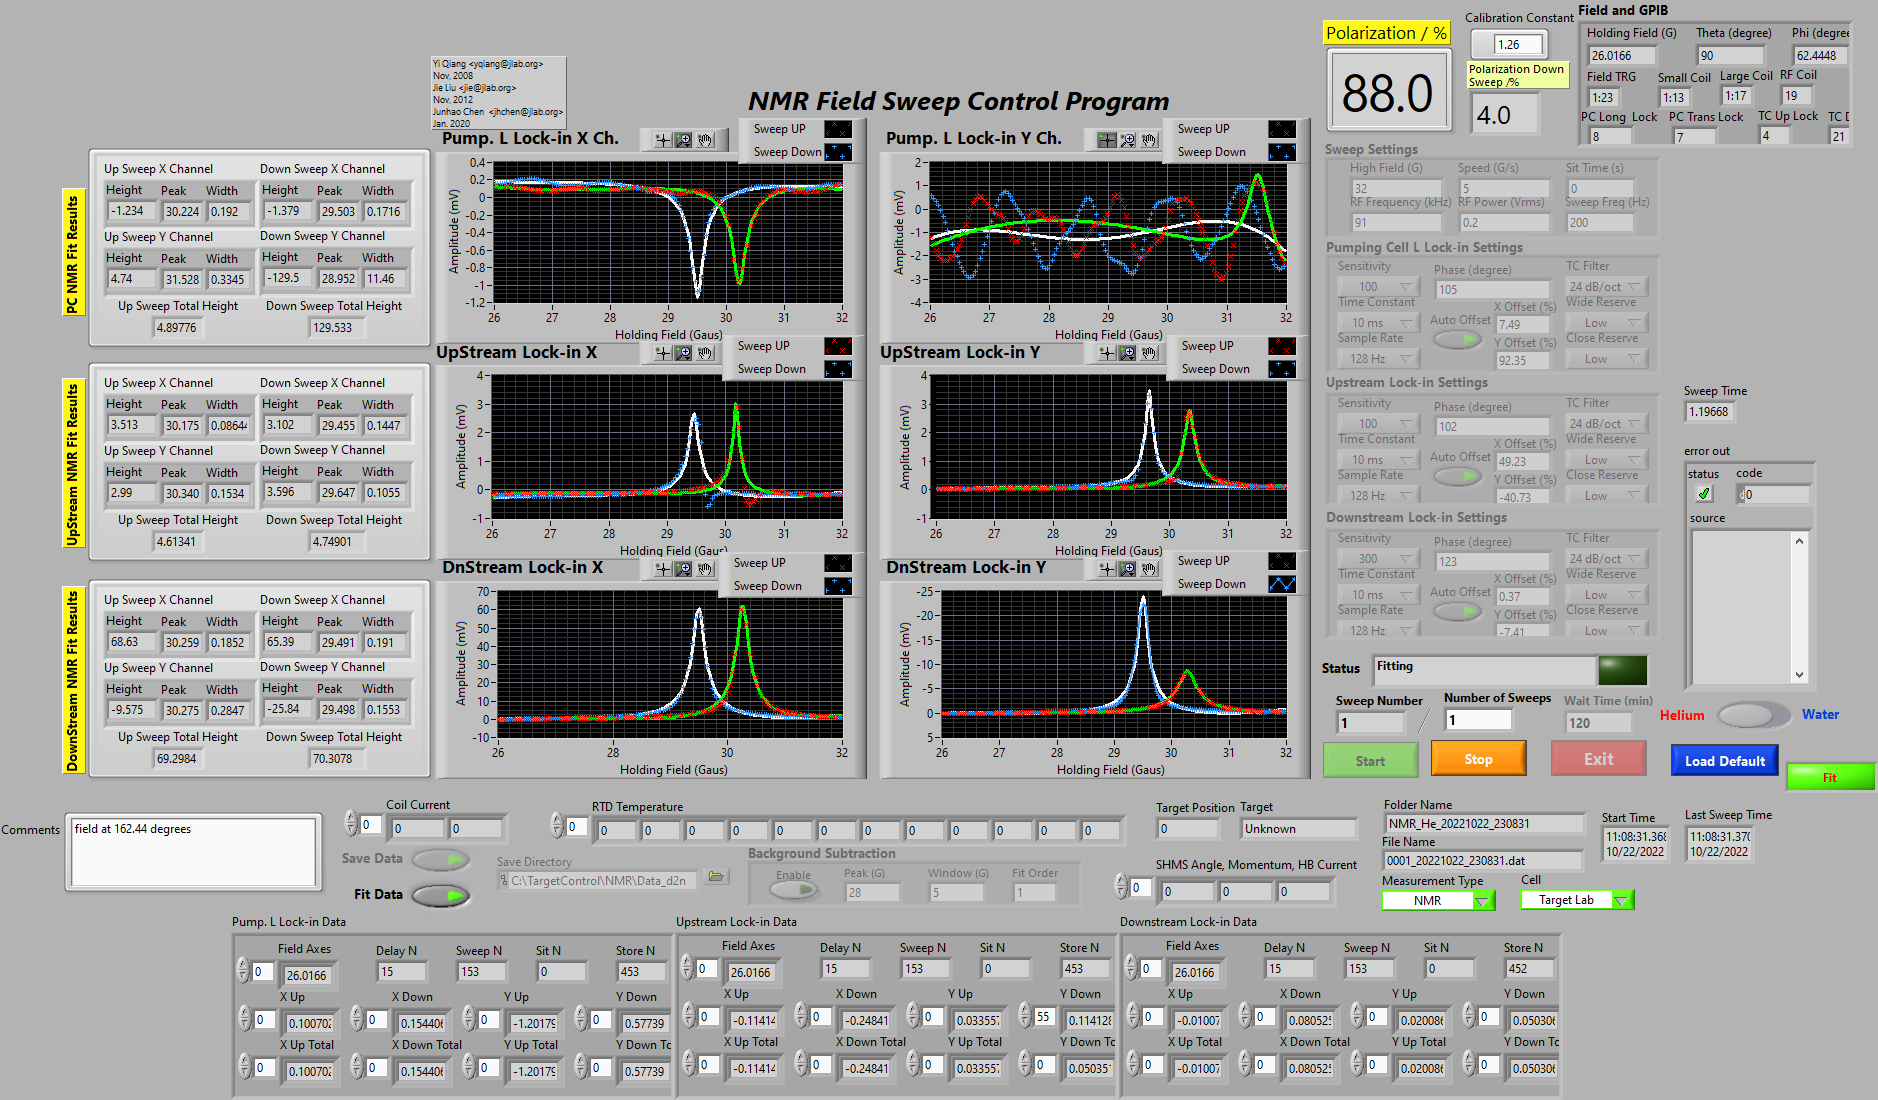 Yi Qiang <yqiang@jlab.org>
Nov, 2008
Jie Liu <jie@jlab.org>
Nov, 2012
Junhao Chen <jhchen@jlab.org>
Jan. 2020
NMR Field Sweep Control Program
Polarization / %
88.0
Calibration Constant
1.26
Polarization Down
Sweep /%
4.0
Field and GPIB
Holding Field (G) Theta (degree) Phi (degree
26.0166 90 62.4448
Field TRG Small Coil Large Coil RF Coil
1:23 1:13 1:17 19
PC Long Lock PC Trans Lock TC Up Lock TC D
8 7 4 21
PC NMR Fit Results
Up Sweep X Channel Down Sweep X Channel
Height Peak Width Height Peak Width
-1.234 30.224 0.192 -1.379 29.503 0.1716
Up Sweep Y Channel Down Sweep Y Channel
Height Peak Width Height Peak Width
4.74 31.528 0.3345 -129.5 28.952 11.46
Up Sweep Total Height Down Sweep Total Height
4.89776 129.533
UpStream NMR Fit Results
Up Sweep X Channel Down Sweep X Channel
Height Peak Width Height Peak Width
3.513 30.175 0.08644 3.102 29.455 0.1447
Up Sweep Y Channel Down Sweep Y Channel
Height Peak Width Height Peak Width
2.99 30.340 0.1534 3.596 29.647 0.1055
Up Sweep Total Height Down Sweep Total Height
4.61341 4.74901
DownStream NMR Fit Results
Up Sweep X Channel Down Sweep X Channel
Height Peak Width Height Peak Width
68.63 30.259 0.1852 65.39 29.491 0.191
Up Sweep Y Channel Down Sweep Y Channel
Height Peak Width Height Peak Width
-9.575 30.275 0.2847 -25.84 29.498 0.1553
Up Sweep Total Height Down Sweep Total Height
69.2984 70.3078
Pump. L Lock-in X Ch.
Sweep UP
Sweep Down
Amplitude (mV)
0.4
0.2
0
-0.2
-0.4
-0.6
-0.8
-1
-1.2
26 27 28 29 30 31 32
Holding Field (Gaus)
Pump. L Lock-in Y Ch.
Sweep UP
Sweep Down
Amplitude (mV)
2
1
0
-1
-2
-3
-4
26 27 28 29 30 31 32
Holding Field (Gaus)
UpStream Lock-in X
Sweep UP
Sweep Down
Amplitude (mV)
4
3
2
1
0
-1
26 27 28 29 30 31 32
Holding Field (Gaus)
UpStream Lock-in Y
Sweep UP
Sweep Down
Amplitude (mV)
4
3
2
1
0
-1
26 27 28 29 30 31 32
Holding Field (Gaus)
DnStream Lock-in X
Sweep UP
Sweep Down
Amplitude (mV)
70
60
50
40
30
20
10
0
-10
26 28 30 32
Holding Field (Gaus)
DnStream Lock-in Y
Sweep UP
Sweep Down
Amplitude (mV)
-25
-20
-15
-10
-5
0
5
26 27 28 29 30 31 32
Holding Field (Gaus)
Sweep Settings
High Field (G) Speed (G/s) Sit Time (s)
32 5 0
RF Frequency (kHz) RF Power (Vrms) Sweep Freq (Hz)
91 0.2 200
Pumping Cell L Lock-in Settings
Sensitivity Phase (degree) TC Filter
100 105 24 dB/oct
Time Constant X Offset (%) Wide Reserve
10 ms Auto Offset 7.49 Low
Sample Rate Y Offset (%) Close Reserve
128 Hz 92.35 Low
Upstream Lock-in Settings
Sensitivity Phase (degree) TC Filter
100 102 24 dB/oct
Time Constant X Offset (%) Wide Reserve
10 ms Auto Offset 49.23 Low
Sample Rate Y Offset (%) Close Reserve
128 Hz -40.73 Low
Downstream Lock-in Settings
Sensitivity Phase (degree) TC Filter
300 123 24 dB/oct
Time Constant X Offset (%) Wide Reserve
10 ms Auto Offset 0.37 Low
Sample Rate Y Offset (%) Close Reserve
128 Hz -7.41 Low
Sweep Time
1.19668
error out
status code
0
source
Status Fitting
Sweep Number Number of Sweeps Wait Time (min)
1 / 1 120
Helium Water
Start Stop Exit Load Default Fit
Comments
field at 162.44 degrees
Coil Current
0 0 0
Save Data
Fit Data
RTD Temperature
0 0 0 0 0 0 0 0 0 0 0 0 0
Save Directory
C:\TargetControl\NMR\Data_d2n
Background Subtraction
Enable Peak (G) Window (G) Fit Order
28 5 1
Target Position Target
0 Unknown
SHMS Angle, Momentum, HB Current
0 0 0 0
Folder Name
NMR_He_20221022_230831
File Name
0001_20221022_230831.dat
Measurement Type Cell
NMR Target Lab
Start Time Last Sweep Time
11:08:31.368 11:08:31.370
10/22/2022 10/22/2022
Pump. L Lock-in Data
Field Axes Delay N Sweep N Sit N Store N
0 26.0166 15 153 0 453
X Up X Down Y Up Y Down
0 0.100702 0 0.154406 0 -1.20179 0 0.57739
X Up Total X Down Total Y Up Total Y Down To
0 0.100702 0 0.154406 0 -1.20179 0 0.57739
Upstream Lock-in Data
Field Axes Delay N Sweep N Sit N Store N
0 26.0166 15 153 0 453
X Up X Down Y Up Y Down
0 -0.11414 0 -0.24841 0 0.033557 55 0.114128
X Up Total X Down Total Y Up Total Y Down To
0 -0.11414 0 -0.24841 0 0.033557 0 0.050351
Downstream Lock-in Data
Field Axes Delay N Sweep N Sit N Store N
0 26.0166 15 153 0 452
X Up X Down Y Up Y Down
0 -0.01007 0 0.080525 0 0.020086 0 0.050306
X Up Total X Down Total Y Up Total Y Down To
0 -0.01007 0 0.080525 0 0.020086 0 0.050306